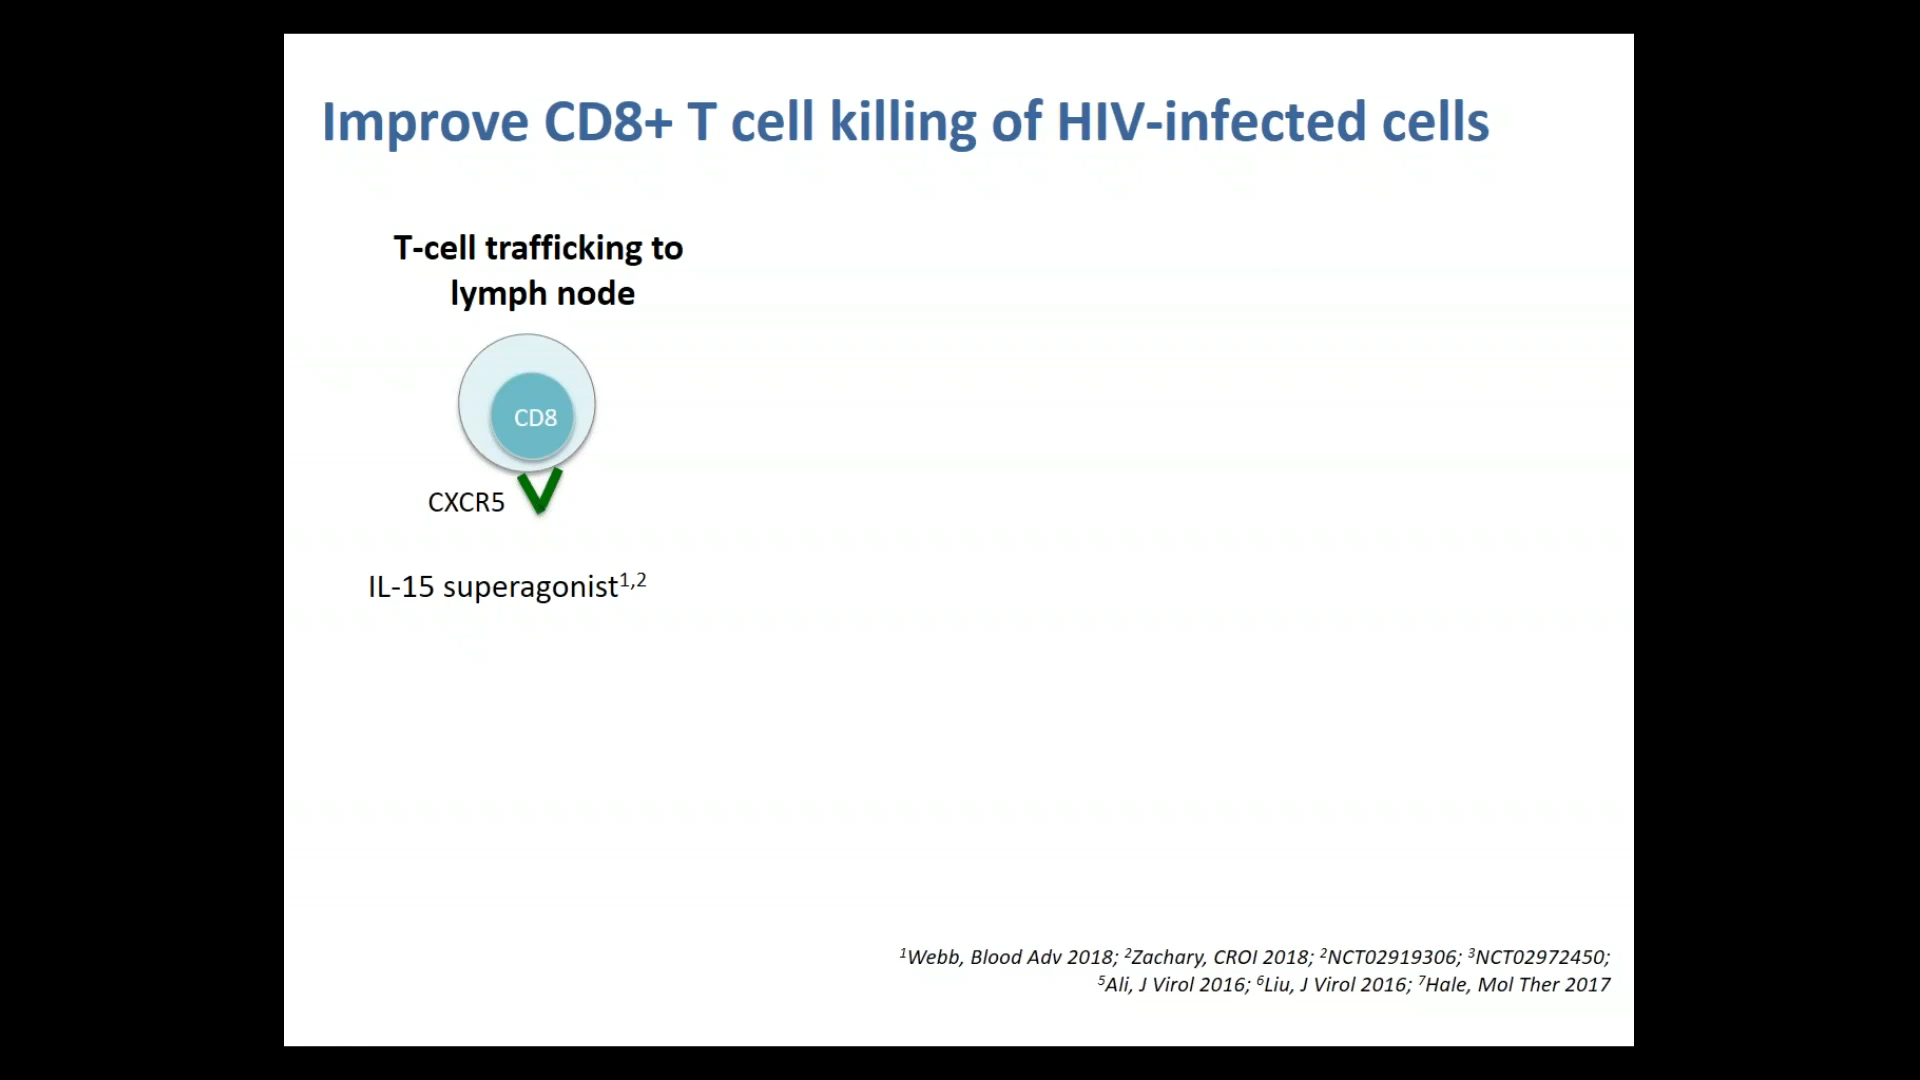 Improve CD8+ T cell killing of HIV-infected cells
T-cell trafficking to
lymph node
CD8
CXCR5
IL-15 superagonist1,2
1Webb, Blood Adv 2018; 2Zachary, CROI 2018; 2NCT02919306; 3NCT02972450;
5Ali, J Virol 2016; 6Liu, J Virol 2016; 7Hale, Mol Ther 2017